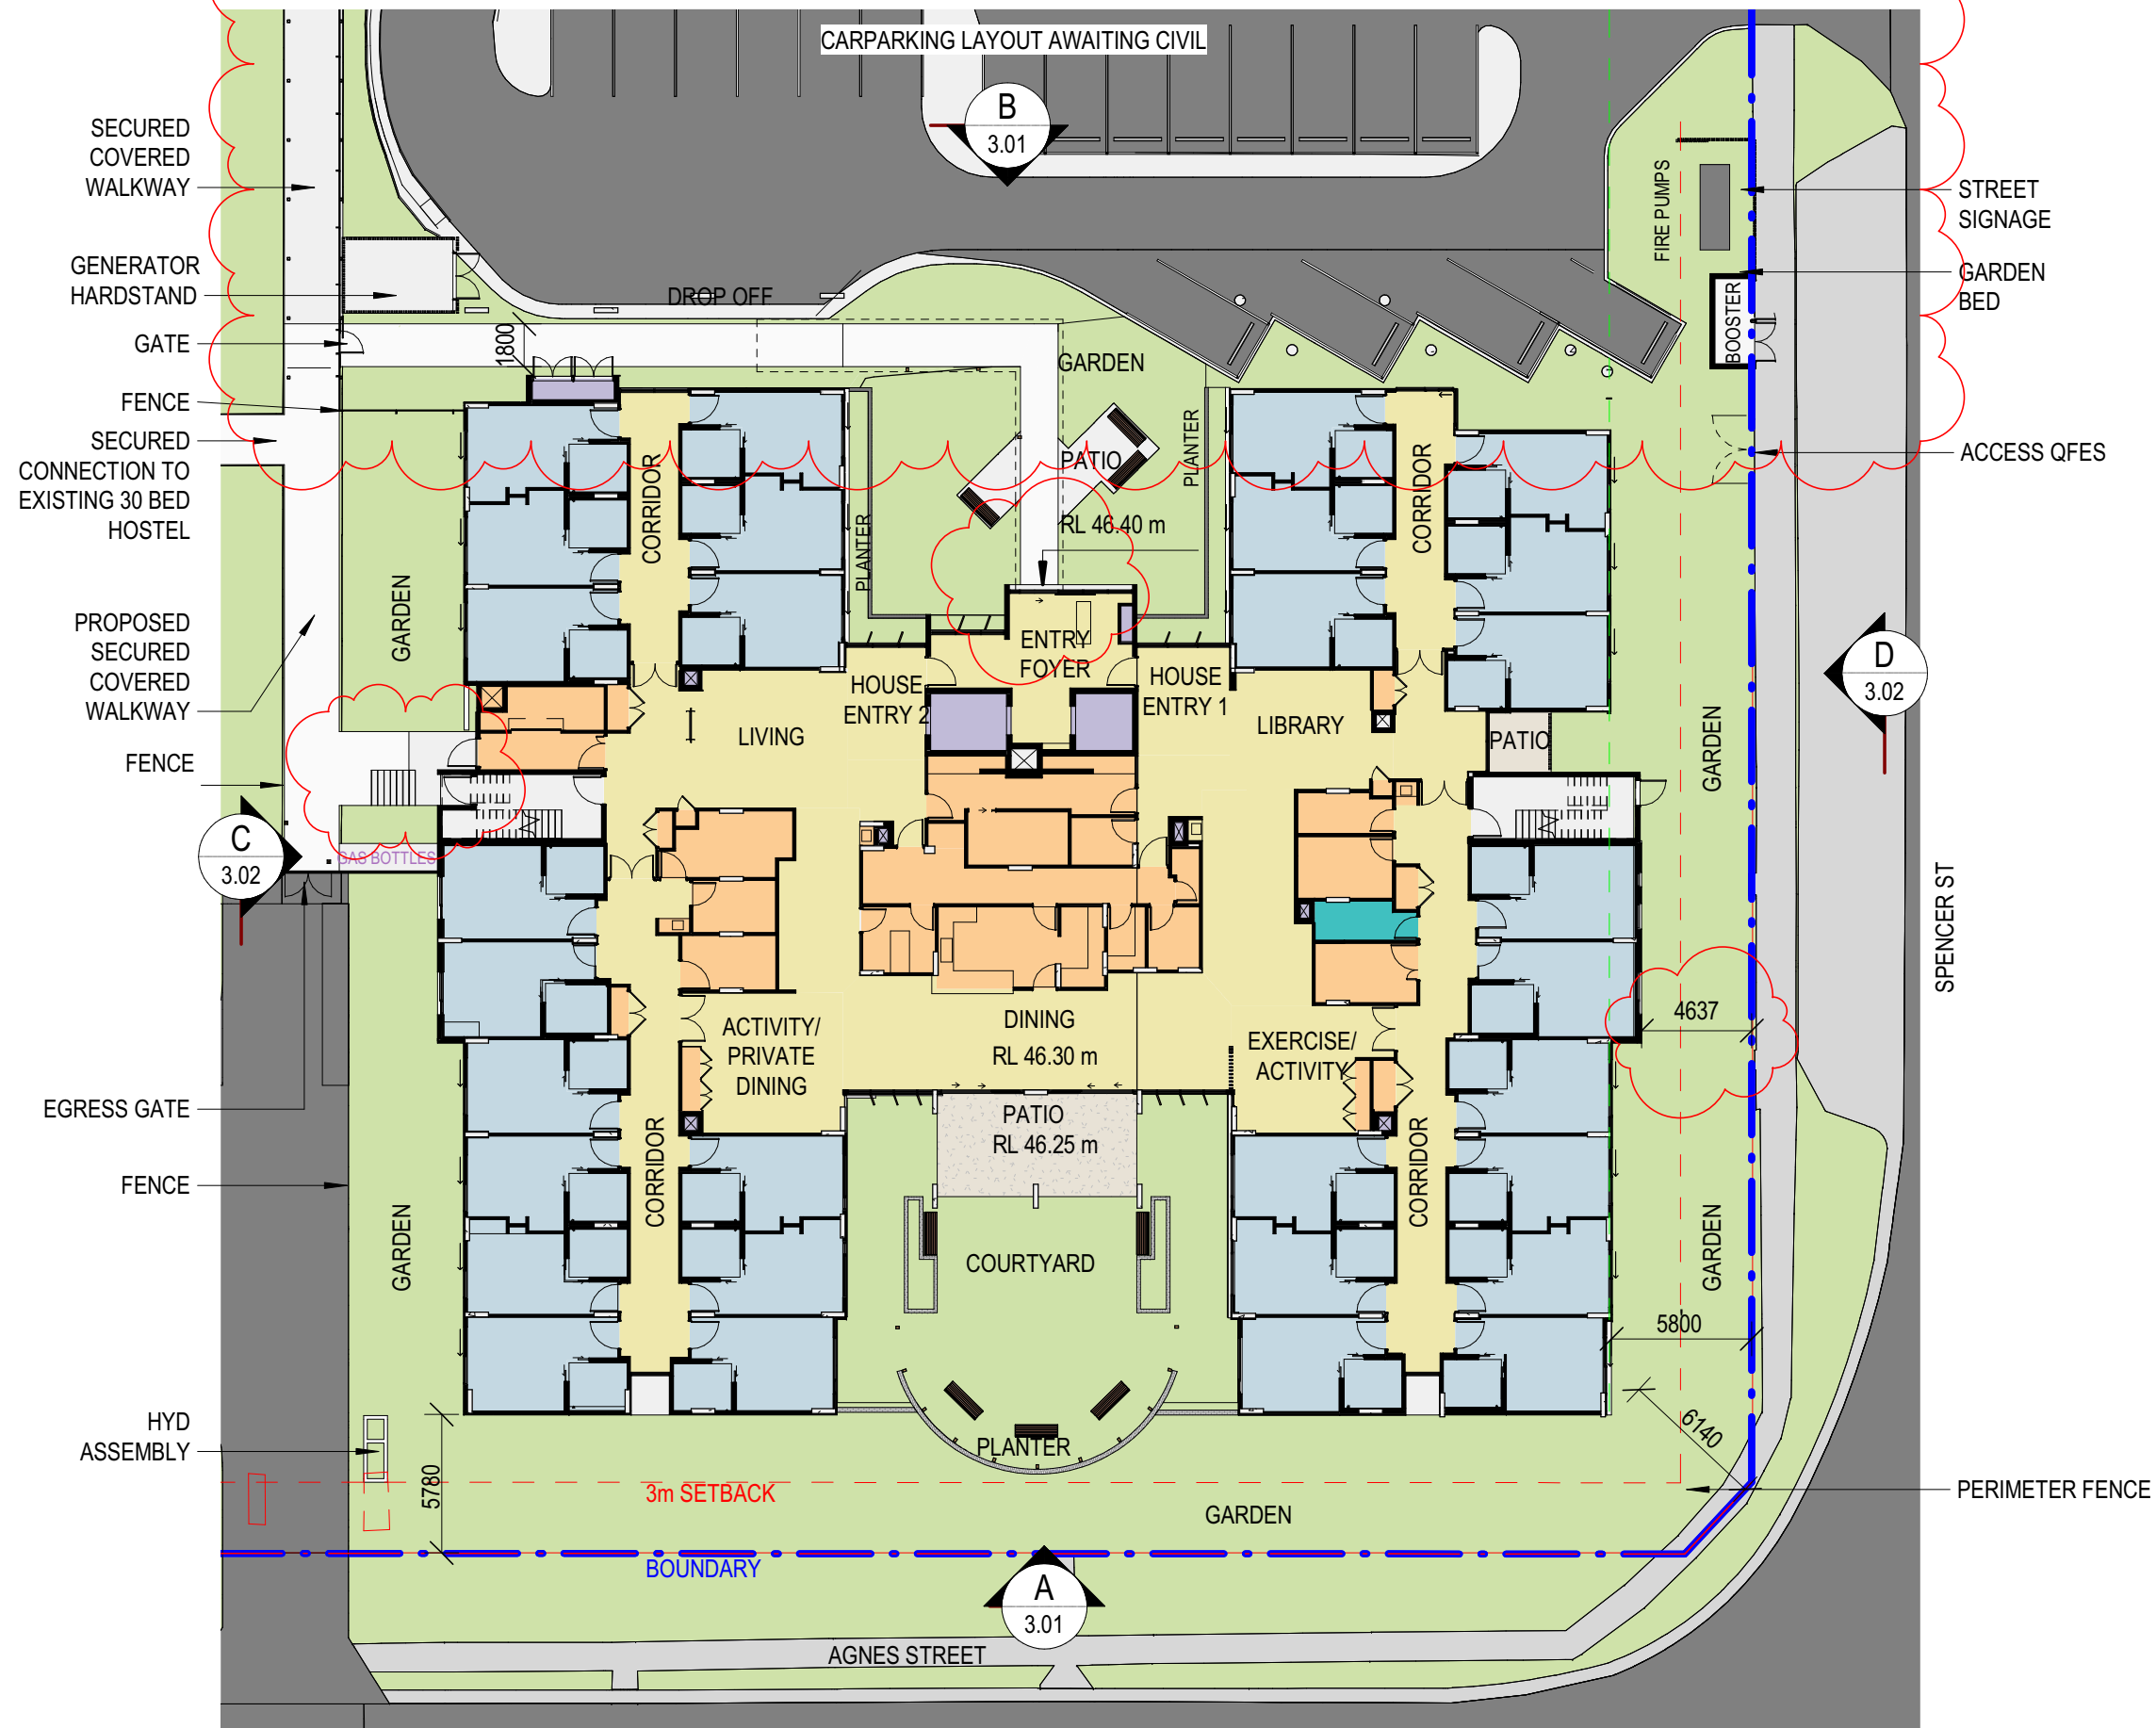 CARPARKING LAYOUT AWAITING CIVIL
B
3.01
SECURED
COVERED
WALKWAY
GENERATOR
HARDSTAND
GATE
FENCE
SECURED
CONNECTION TO
EXISTING 30 BED
HOSTEL
PROPOSED
SECURED
COVERED
WALKWAY
FENCE
C
3.02
GAS BOTTLES
EGRESS GATE
FENCE
HYD
ASSEMBLY
DROP OFF
1800
GARDEN
PATIO
PLANTER
PLANTER
RL 46.40 m
CORRIDOR
CORRIDOR
GARDEN
ENTRY
FOYER
HOUSE
ENTRY 2
HOUSE
ENTRY 1
LIVING
LIBRARY
PATIO
FIRE PUMPS
BOOSTER
STREET
SIGNAGE
GARDEN
BED
ACCESS QFES
D
3.02
GARDEN
SPENCER ST
4637
ACTIVITY/
PRIVATE
DINING
DINING
RL 46.30 m
EXERCISE/
ACTIVITY
PATIO
RL 46.25 m
CORRIDOR
CORRIDOR
GARDEN
GARDEN
COURTYARD
5800
6140
PLANTER
5780
3m SETBACK
GARDEN
PERIMETER FENCE
BOUNDARY
A
3.01
AGNES STREET